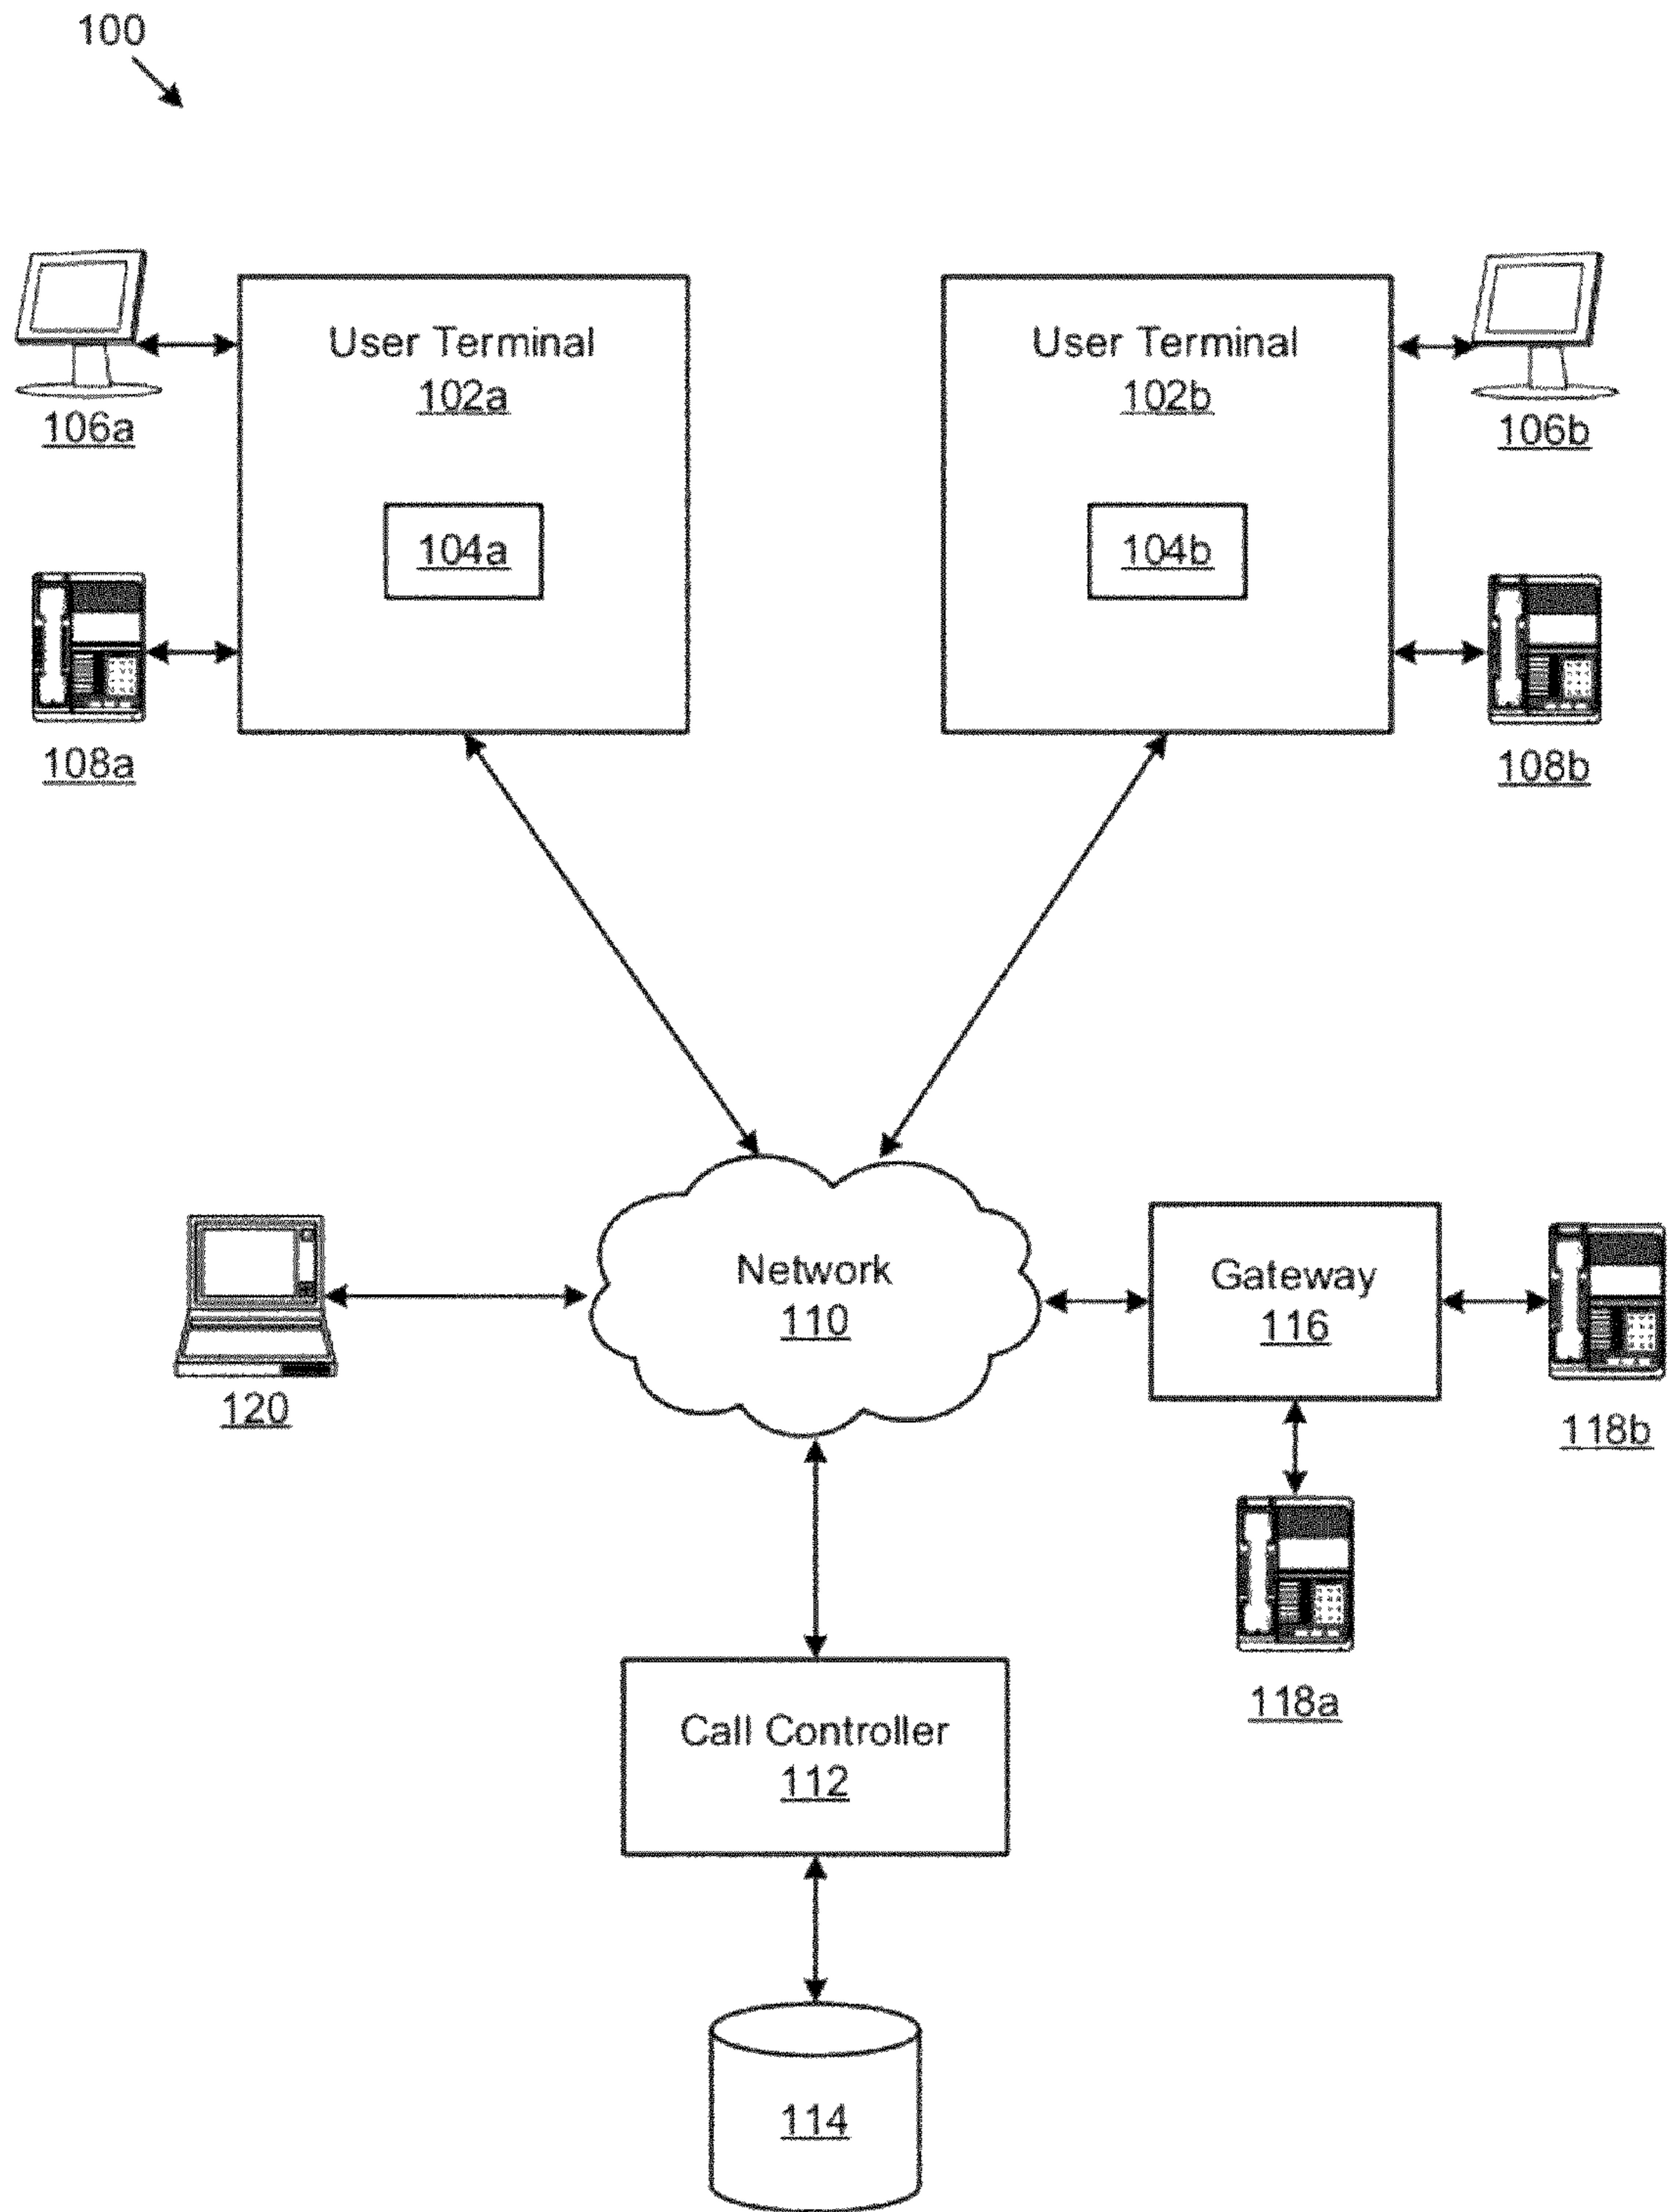 100
User Terminal
102a
User Terminal
102b
106a
106b
104a
104b
108a
108b
Network
110
Gateway
116
120
118b
118a
Call Controller
112
114